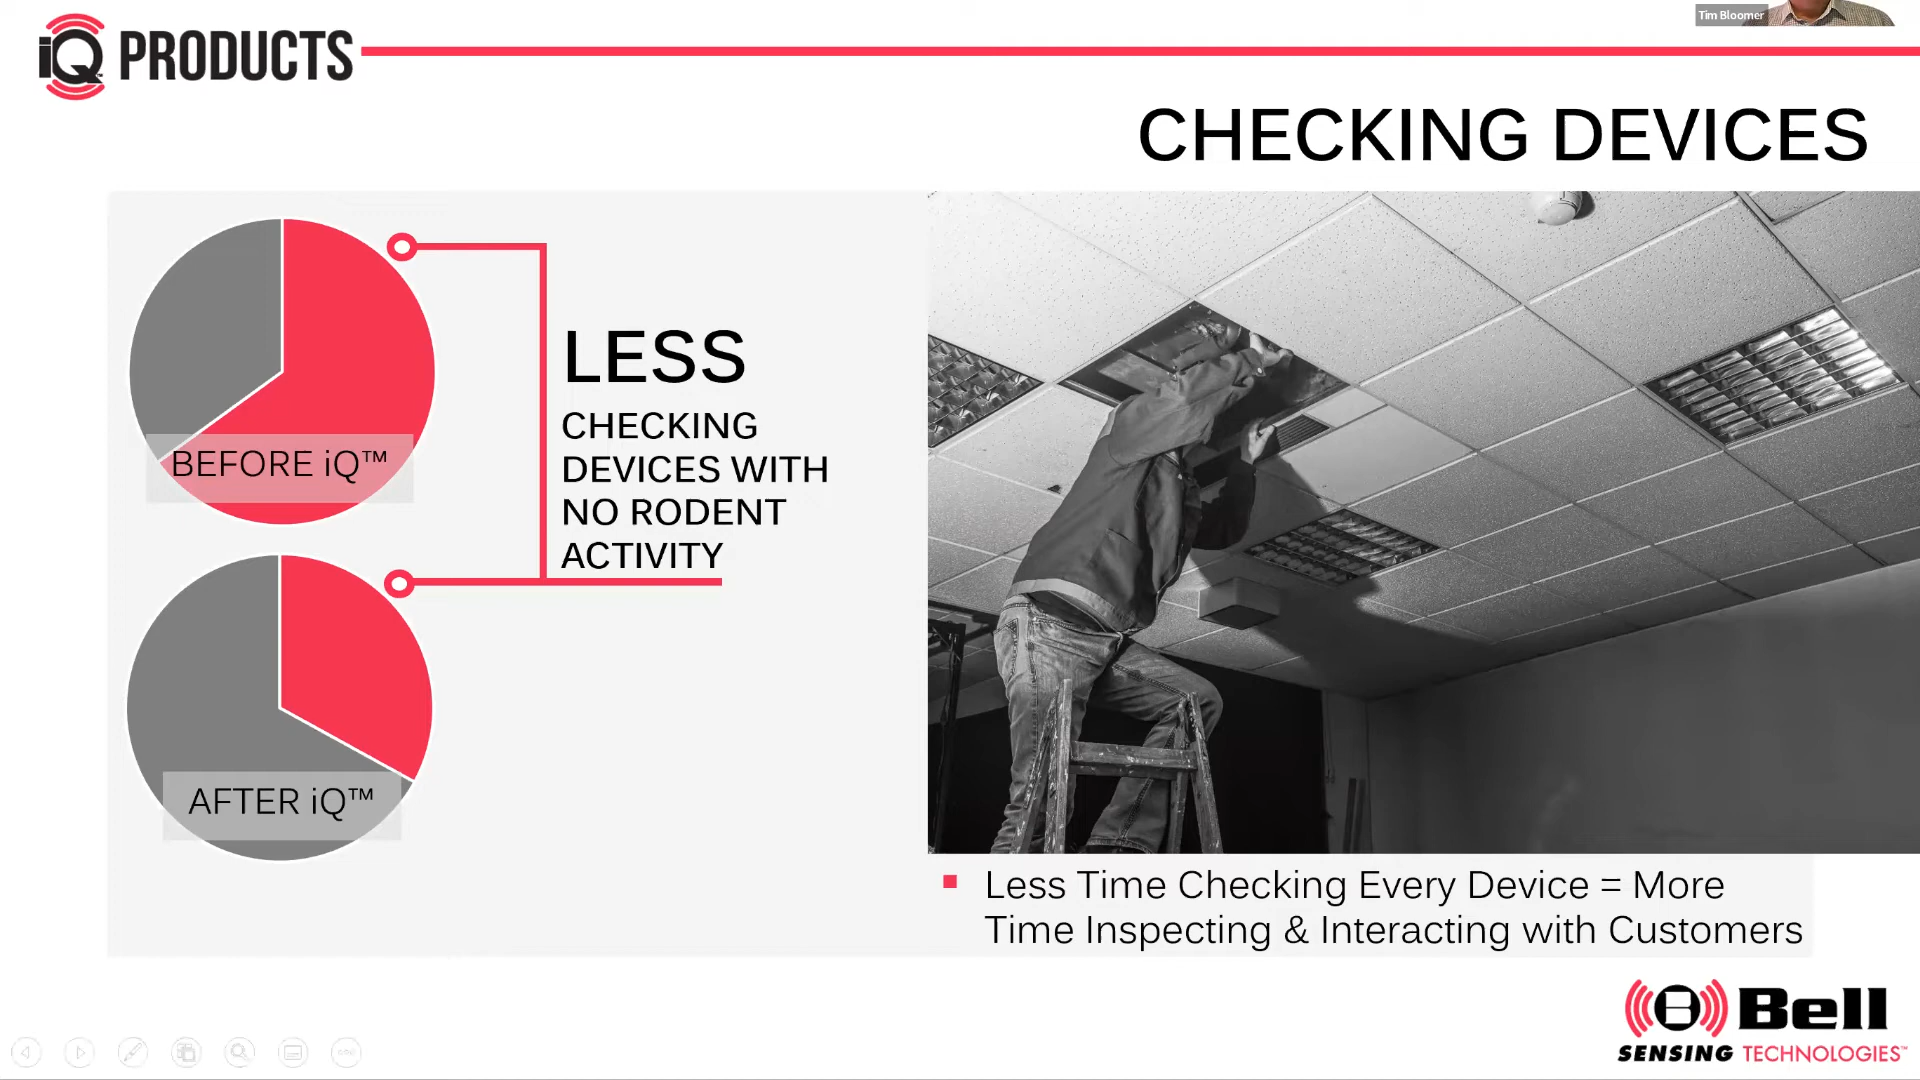 Tim Bloomer
iQ PRODUCTS
CHECKING DEVICES
BEFORE iQ™
LESS
CHECKING
DEVICES WITH
NO RODENT
ACTIVITY
AFTER iQ™
Less Time Checking Every Device = More
Time Inspecting & Interacting with Customers
B Bell
SENSING TECHNOLOGIES™